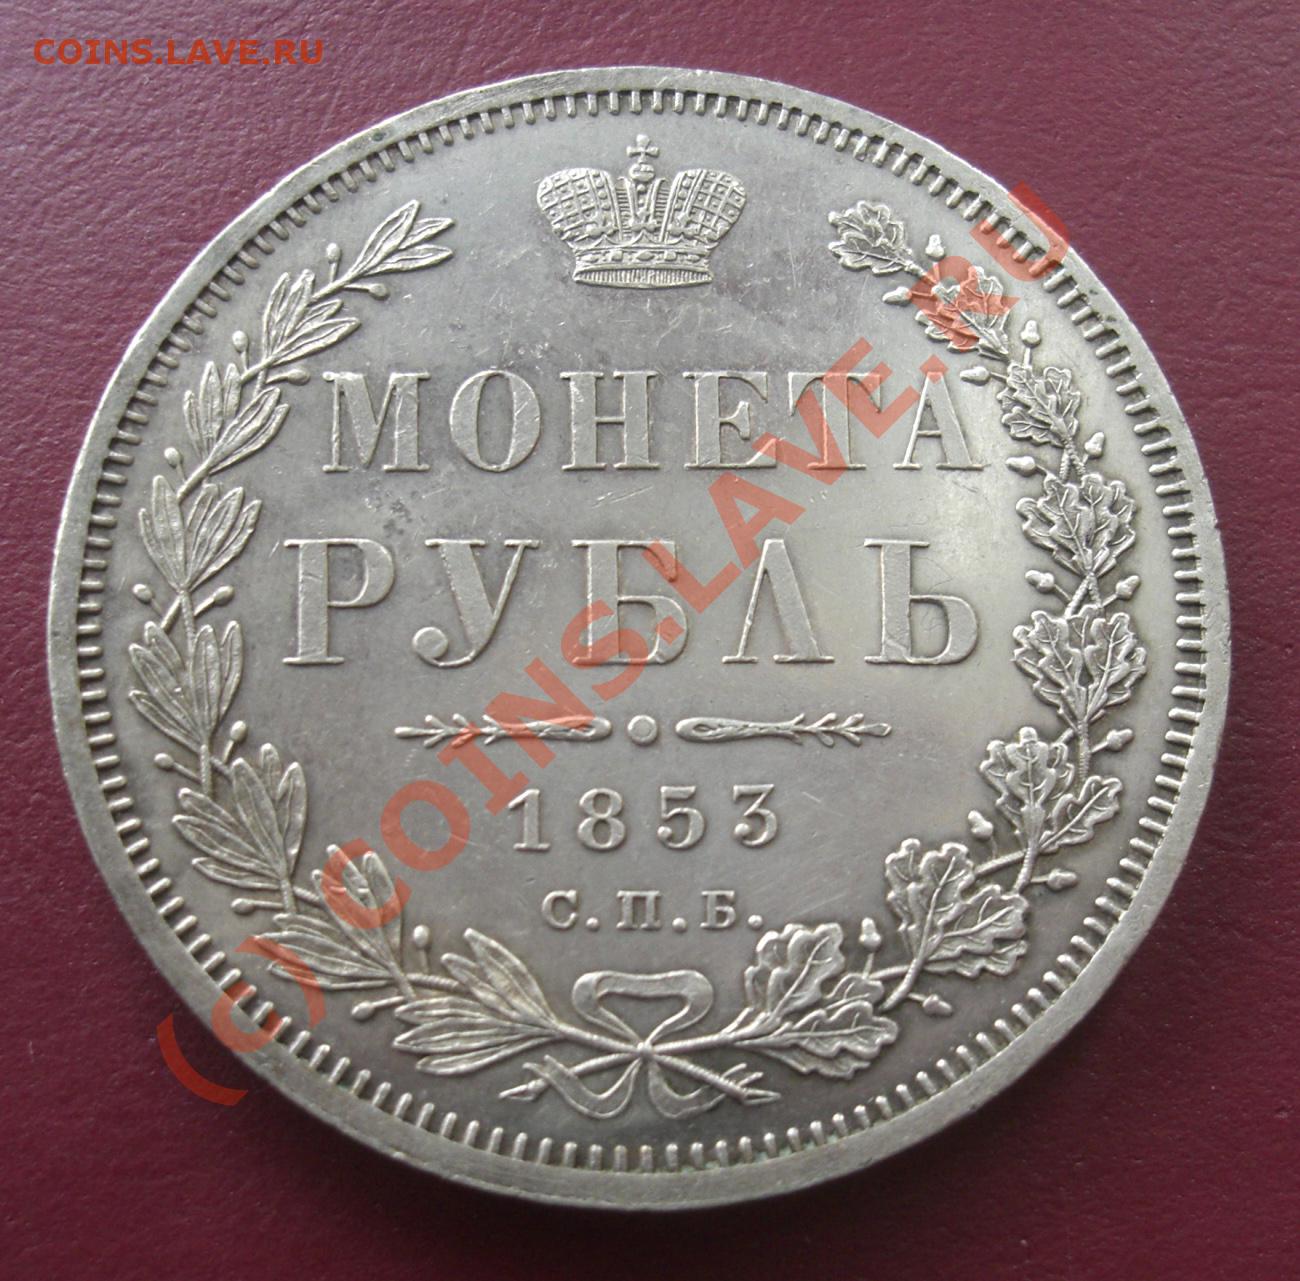 COINS.LAVE.RU
МОНЕТА
РУБЛЬ
1853
С.П.Б.
(c) COINS.LAVE.RU